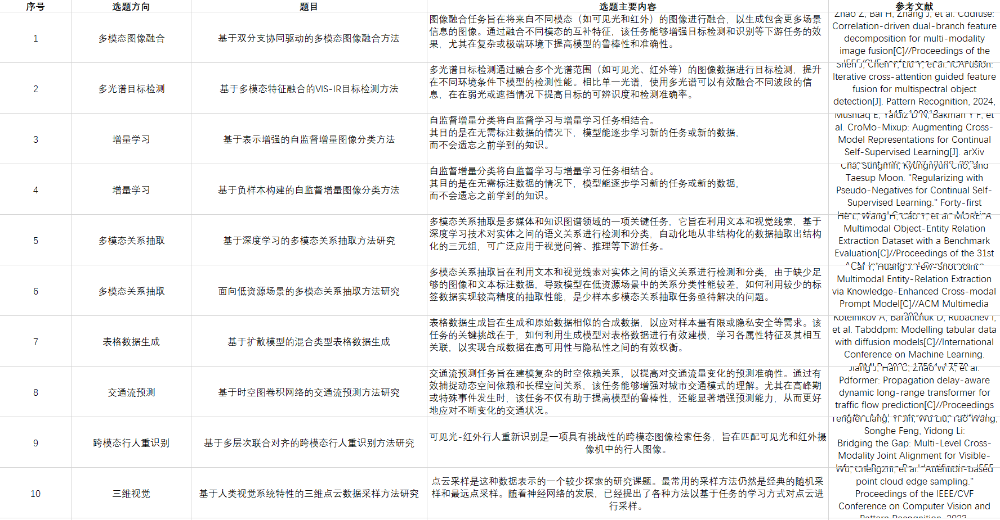 序号 选题方向 题目 选题主要内容 参考文献
1 多模态图像融合 基于双分支协同驱动的多模态图像融合方法
图像融合任务旨在将来自不同模态（如可见光和红外）的图像进行融合，以生成包含更多场景
信息的图像。通过融合不同模态的互补特征，该任务能够增强目标检测和识别等下游任务的效
果，尤其在复杂或极端环境下提高模型的鲁棒性和准确性。
Zhao Z, Bai H, Zhang J, et al. Cddfuse:
Correlation-driven dual-branch feature
decomposition for multi-modality
image fusion[C]//Proceedings of the
IEEE/CVF conference on computer
2 多光谱目标检测 基于多模态特征融合的VIS-IR目标检测方法
多光谱目标检测通过融合多个光谱范围（如可见光、红外等）的图像数据进行目标检测，提升
在不同环境条件下模型的检测性能。相比单一光谱，使用多光谱可以有效融合不同波段的信
息，在在弱光或遮挡情况下提高目标的可辨识度和检测准确率。
Shen J, Chen Y, Liu Y, et al. ICAFusion:
Iterative cross-attention guided feature
fusion for multispectral object
detection[J]. Pattern Recognition, 2024,
3 增量学习 基于表示增强的自监督增量图像分类方法
自监督增量分类将自监督学习与增量学习任务相结合。
其目的是在无需标注数据的情况下，模型能逐步学习新的任务或新的数据，
而不会遗忘之前学到的知识。
Mushtaq E, Yaldiz D N, Bakman Y F, et
al. CroMo-Mixup: Augmenting Cross-
Model Representations for Continual
Self-Supervised Learning[J]. arXiv
4 增量学习 基于负样本构建的自监督增量图像分类方法
自监督增量分类将自监督学习与增量学习任务相结合。
其目的是在无需标注数据的情况下，模型能逐步学习新的任务或新的数据，
而不会遗忘之前学到的知识。
Cha, Sungmin, Kyunghyun Cho, and
Taesup Moon. "Regularizing with
Pseudo-Negatives for Continual Self-
Supervised Learning." Forty-first
International Conference on Machine
5 多模态关系抽取 基于深度学习的多模态关系抽取方法研究
多模态关系抽取是多媒体和知识图谱领域的一项关键任务，它旨在利用文本和视觉线索，基于
深度学习技术对实体之间的语义关系进行检测和分类，自动化地从非结构化的数据抽取出结构
化的三元组，可广泛应用于视觉问答、推理等下游任务。
He L, Wang H, Cao Y, et al. MORE: A
Multimodal Object-Entity Relation
Extraction Dataset with a Benchmark
Evaluation[C]//Proceedings of the 31st
ACM International Conference on
6 多模态关系抽取 面向低资源场景的多模态关系抽取方法研究
多模态关系抽取旨在利用文本和视觉线索对实体之间的语义关系进行检测和分类，由于缺少足
够的图像和文本标注数据，导致模型在低资源场景中的关系分类性能较差，如何利用较少的标
签数据实现较高精度的抽取性能，是少样本多模态关系抽取任务亟待解决的问题。
Cai Y, Huang J. Few-Shot Joint
Multimodal Entity-Relation Extraction
via Knowledge-Enhanced Cross-modal
Prompt Model[C]//ACM Multimedia
2024
7 表格数据生成 基于扩散模型的混合类型表格数据生成
表格数据生成旨在生成和原始数据相似的合成数据，以应对样本量有限或隐私安全等需求。该
任务的关键挑战在于，如何利用生成模型对表格数据进行有效建模，学习各属性特征及其相互
关联，以实现合成数据在高可用性与隐私性之间的有效权衡。
Kotelnikov A, Baranchuk D, Rubachev I,
et al. Tabddpm: Modelling tabular data
with diffusion models[C]//International
Conference on Machine Learning.
PMLR, 2023: 17564-17579
8 交通流预测 基于时空图卷积网络的交通流预测方法研究
交通流预测任务旨在建模复杂的时空依赖关系，以提高对交通流量变化的预测准确性。通过有
效捕捉动态空间依赖和长程空间关系，该任务能够增强对城市交通模式的理解。尤其在高峰期
或特殊事件发生时，该任务不仅有助于提高模型的鲁棒性，还能显著增强预测能力，从而更好
地应对不断变化的交通状况。
Jiang J, Han C, Zhao W X, et al.
Pdformer: Propagation delay-aware
dynamic long-range transformer for
traffic flow prediction[C]//Proceedings
of the AAAI conference on artificial
9 跨模态行人重识别 基于多层次联合对齐的跨模态行人重识别方法研究
可见光-红外行人重新识别是一项具有挑战性的跨模态图像检索任务，旨在匹配可见光和红外摄
像机中的行人图像。
Tengfei Liang, Yi Jin, Wu Liu, Tao Wang,
Songhe Feng, Yidong Li:
Bridging the Gap: Multi-Level Cross-
Modality Joint Alignment for Visible-
Infrared Person Re-Identification. IEEE
10 三维视觉 基于人类视觉系统特性的三维点云数据采样方法研究
点云采样是这种数据表示的一个较少探索的研究课题。最常用的采样方法仍然是经典的随机采
样和最远点采样。随着神经网络的发展，已经提出了各种方法以基于任务的学习方式对点云进
行采样。
Wu, Chengzhi, et al. "Attention-based
point cloud edge sampling."
Proceedings of the IEEE/CVF
Conference on Computer Vision and
Pattern Recognition. 2023